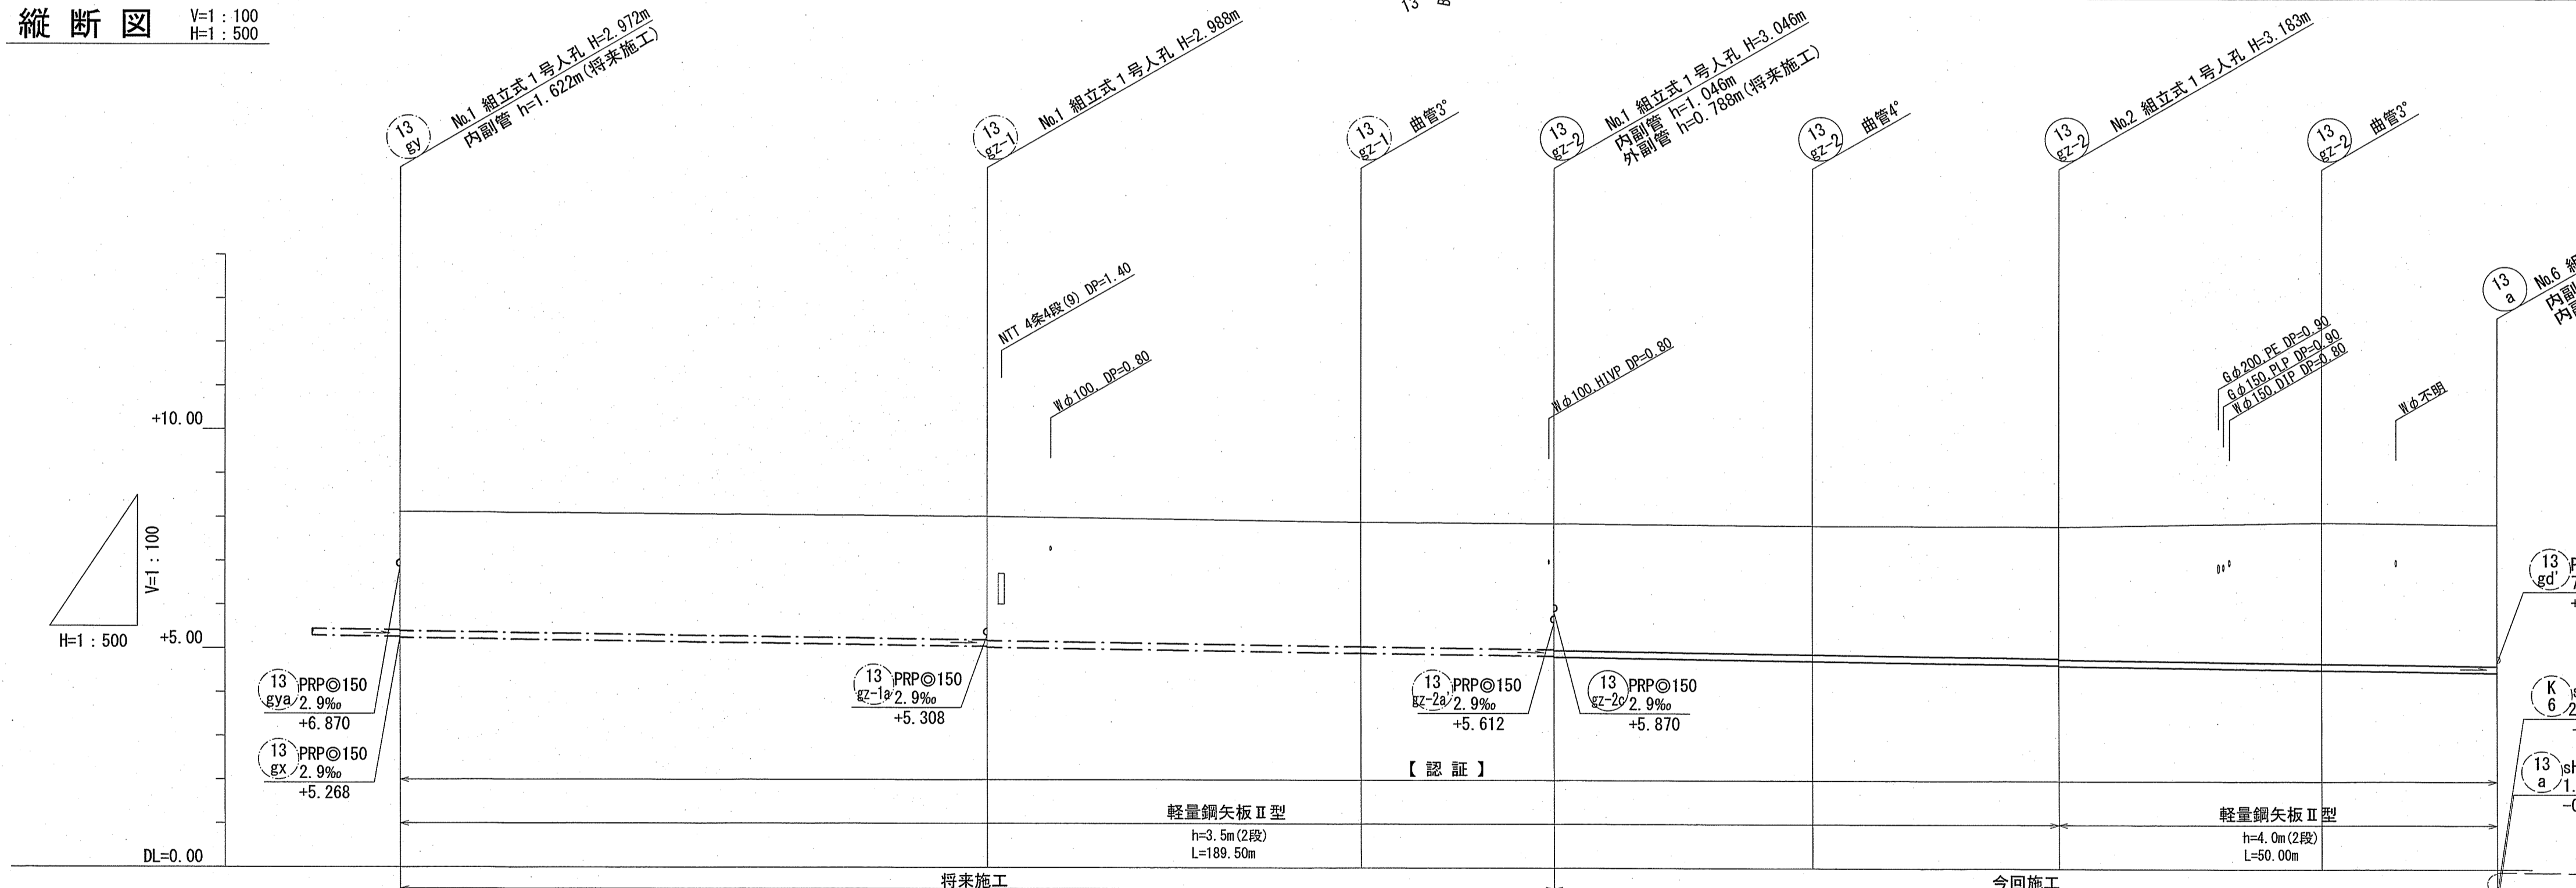 縦断図
V=1:100
H=1:500
13
gy
No.1 組立式1号人孔 H=2.972m
内副管 h=1.622m(将来施工)
13
gz-1
No.1 組立式1号人孔 H=2.988m
13
13
gz-1
曲管3°
13
gz-2
No.1 組立式1号人孔 H=3.046m
内副管 h=1.046m
外副管 h=0.788m(将来施工)
13
gz-2
曲管4°
13
gz-2
No.2 組立式1号人孔 H=3.183m
13
gz-2
曲管3°
13
a
No.6
内副
NTT 4条4段(9) DP=1.40
Wφ100, DP=0.80
Wφ100,HIVP DP=0.80
Gφ200,PE DP=0.90
Gφ150,PLP DP=0.90
Wφ150,DIP DP=0.80
Wφ不明
+10.00
+5.00
DL=0.00
V=1:100
H=1:500
13
gya
PRP◎150
2.9‰
+6.870
13
gx
PRP◎150
2.9‰
+5.268
13
gz-1a
PRP◎150
2.9‰
+5.308
13
gz-2a'
PRP◎150
2.9‰
+5.612
13
gz-2c
PRP◎150
2.9‰
+5.870
13
gd'
K
6
13
a
【認証】
軽量鋼矢板Ⅱ型
h=3.5m(2段)
L=189.50m
軽量鋼矢板Ⅱ型
h=4.0m(2段)
L=50.00m
将来施工
今回施工